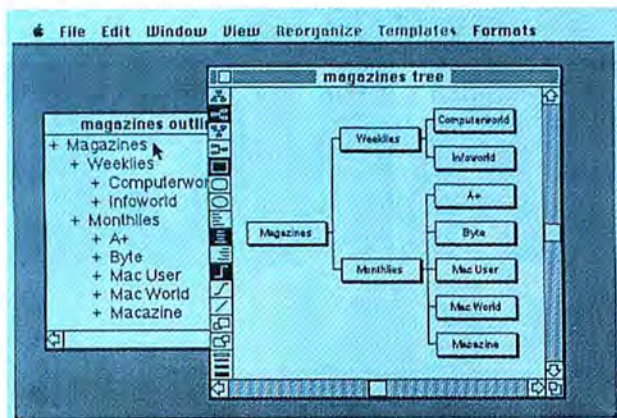 File Edit Window View Reorganize Templates Formats
magazines outlin
+ Magazines
+ Weeklies
+ Computerwor
+ Infoworld
+ Monthlies
+ A+
+ Byte
+ Mac User
+ Mac World
+ Macazine
magazines tree
Magazines
Weeklies
Computerworld
Infoworld
Monthlies
A+
Byte
Mac User
Mac World
Macazine